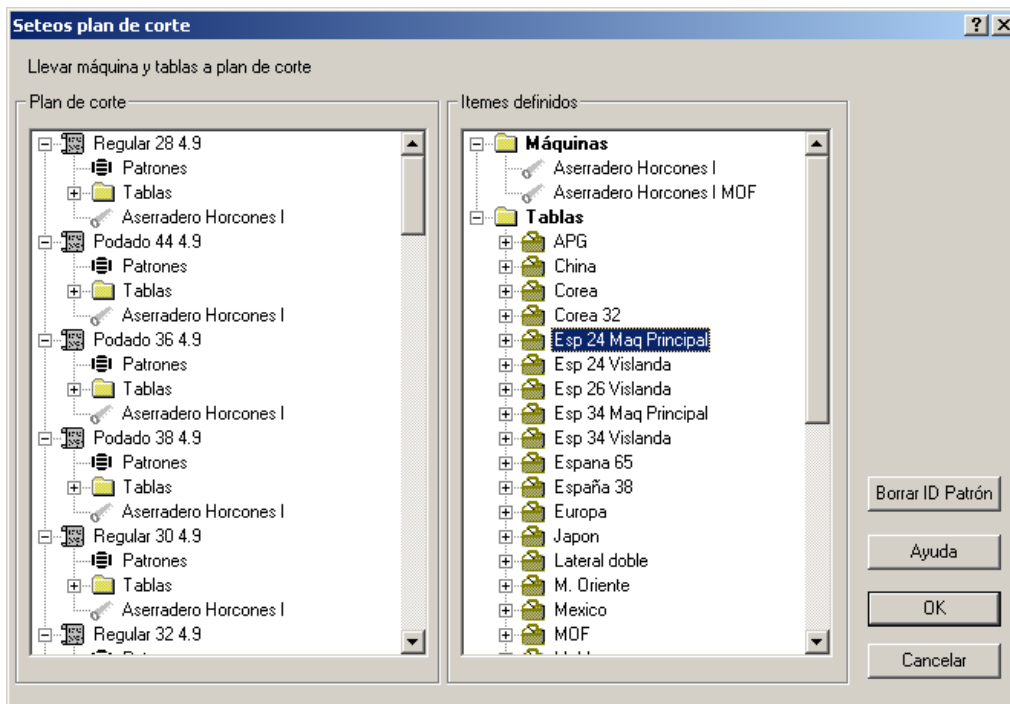 Seteos plan de corte
Llevar máquina y tablas a plan de corte
Plan de corte
Regular 28 4.9
Patrones
Tablas
Aserradero Horcones I
Podado 44 4.9
Patrones
Tablas
Aserradero Horcones I
Podado 36 4.9
Patrones
Tablas
Aserradero Horcones I
Podado 38 4.9
Patrones
Tablas
Aserradero Horcones I
Regular 30 4.9
Patrones
Tablas
Aserradero Horcones I
Regular 32 4.9
Itemes definidos
Máquinas
Aserradero Horcones I
Aserradero Horcones I MOF
Tablas
APG
China
Corea
Corea 32
Esp 24 Maq Principal
Esp 24 Vislanda
Esp 26 Vislanda
Esp 34 Maq Principal
Esp 34 Vislanda
Espana 65
España 38
Europa
Japon
Lateral doble
M. Oriente
Mexico
MOF
Borrar ID Patrón
Ayuda
OK
Cancelar